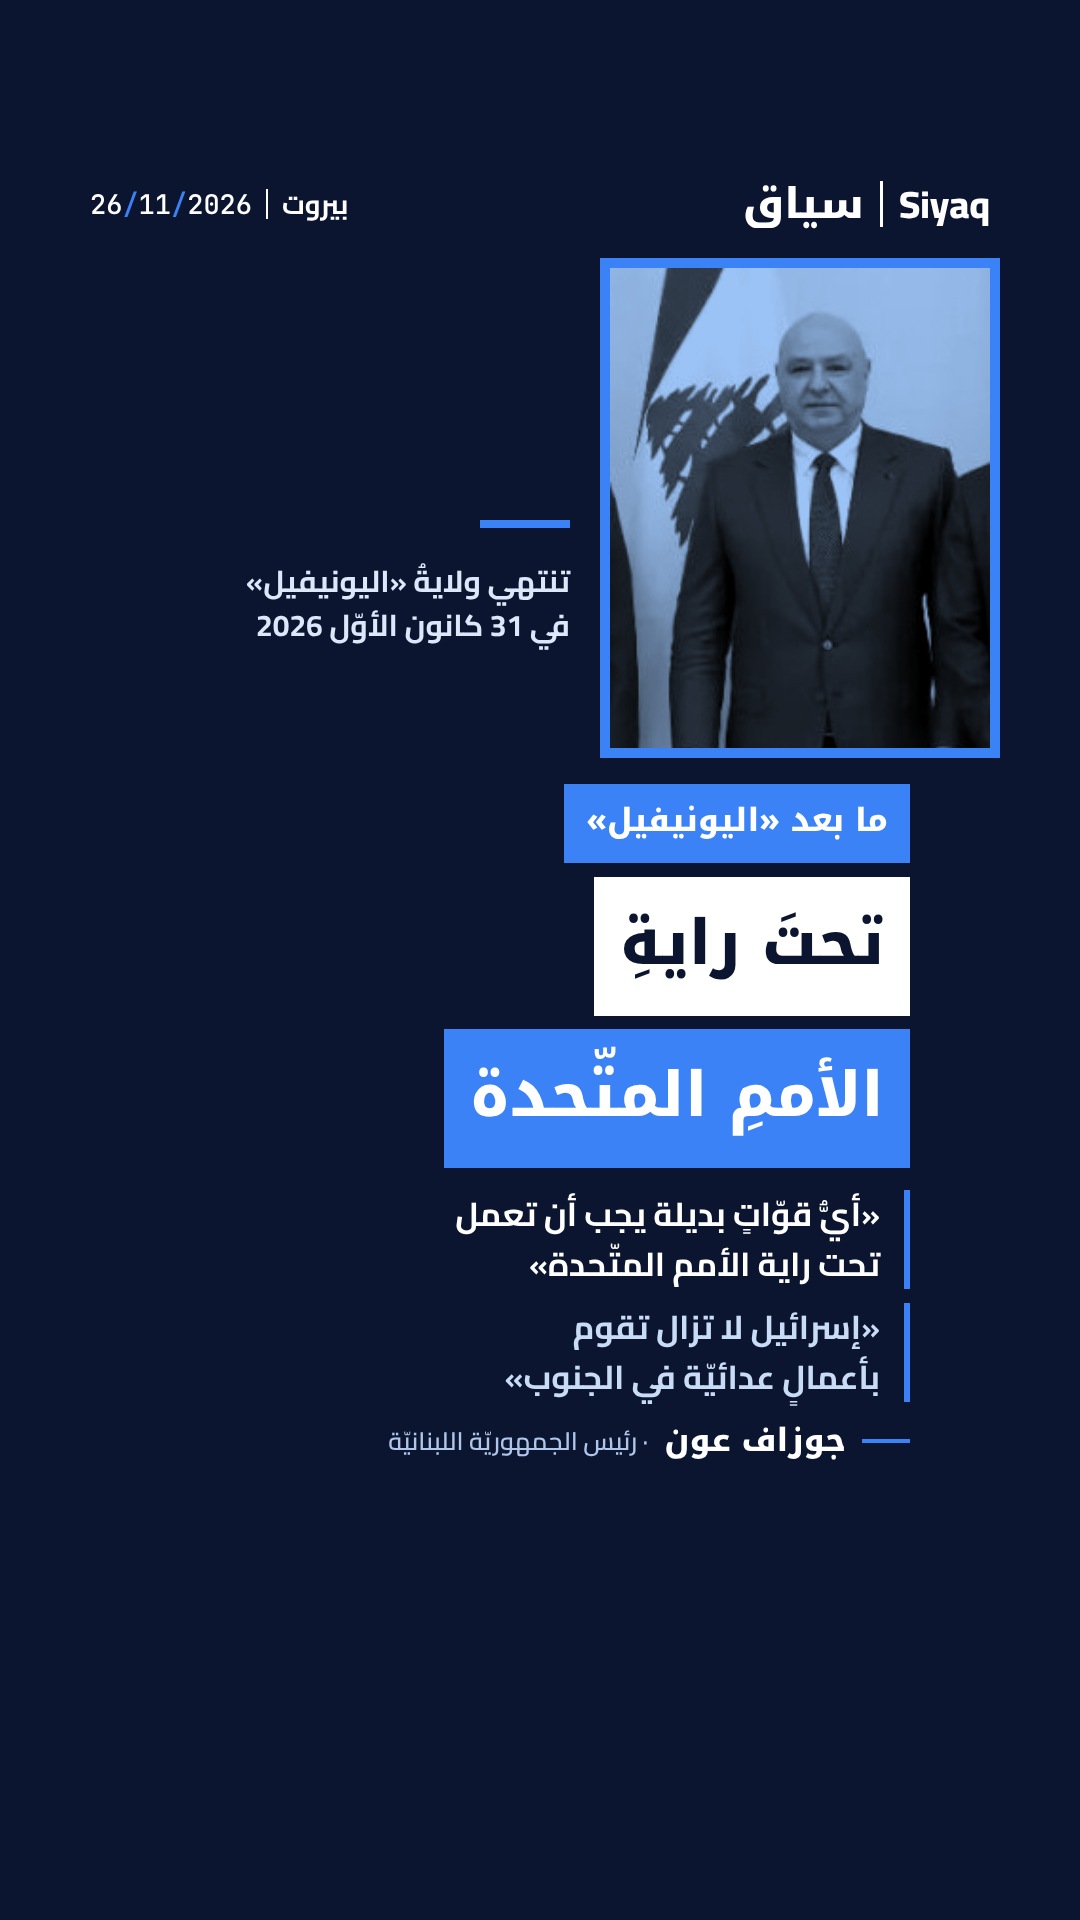 سياق | Siyaq
بيروت | 26/11/2026
تنتهي ولايةُ «اليونيفيل»
في 31 كانون الأوّل 2026
ما بعد «اليونيفيل»
تحتَ رايةِ
الأممِ المتّحدة
«أيُّ قوّاتٍ بديلة يجب أن تعمل
تحت راية الأمم المتّحدة»
«إسرائيل لا تزال تقوم
بأعمالٍ عدائيّة في الجنوب»
جوزاف عون · رئيس الجمهوريّة اللبنانيّة